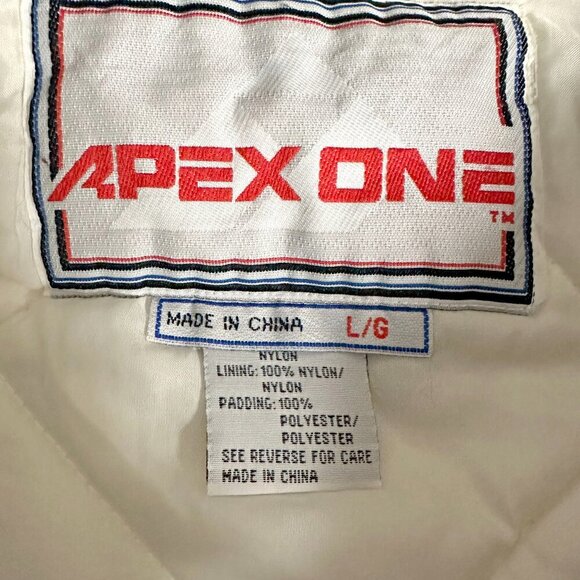 APEX ONE
TM
MADE IN CHINA L/G
NYLON
LINING: 100% NYLON/
NYLON
PADDING: 100%
POLYESTER/
POLYESTER
SEE REVERSE FOR CARE
MADE IN CHINA